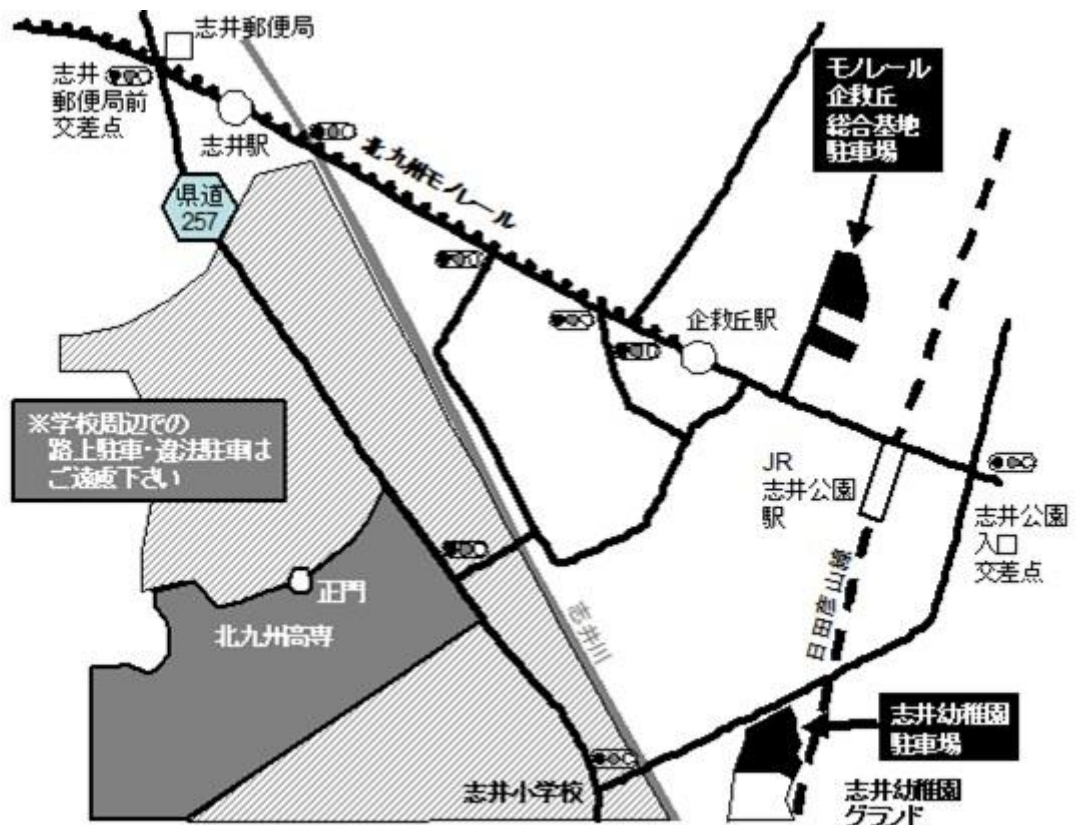 志井郵便局
志井
郵便局前
交差点
志井駅
北九州モノレール
モノレール
企救丘
総合基地
駐車場
県道
257
企救丘駅
※学校周辺での
路上駐車・違法駐車は
ご遠慮下さい
JR
志井公園
駅
志井公園
入口
交差点
正門
北九州高専
志井川
日田彦山線
志井幼稚園
駐車場
志井小学校
志井幼稚園
グランド